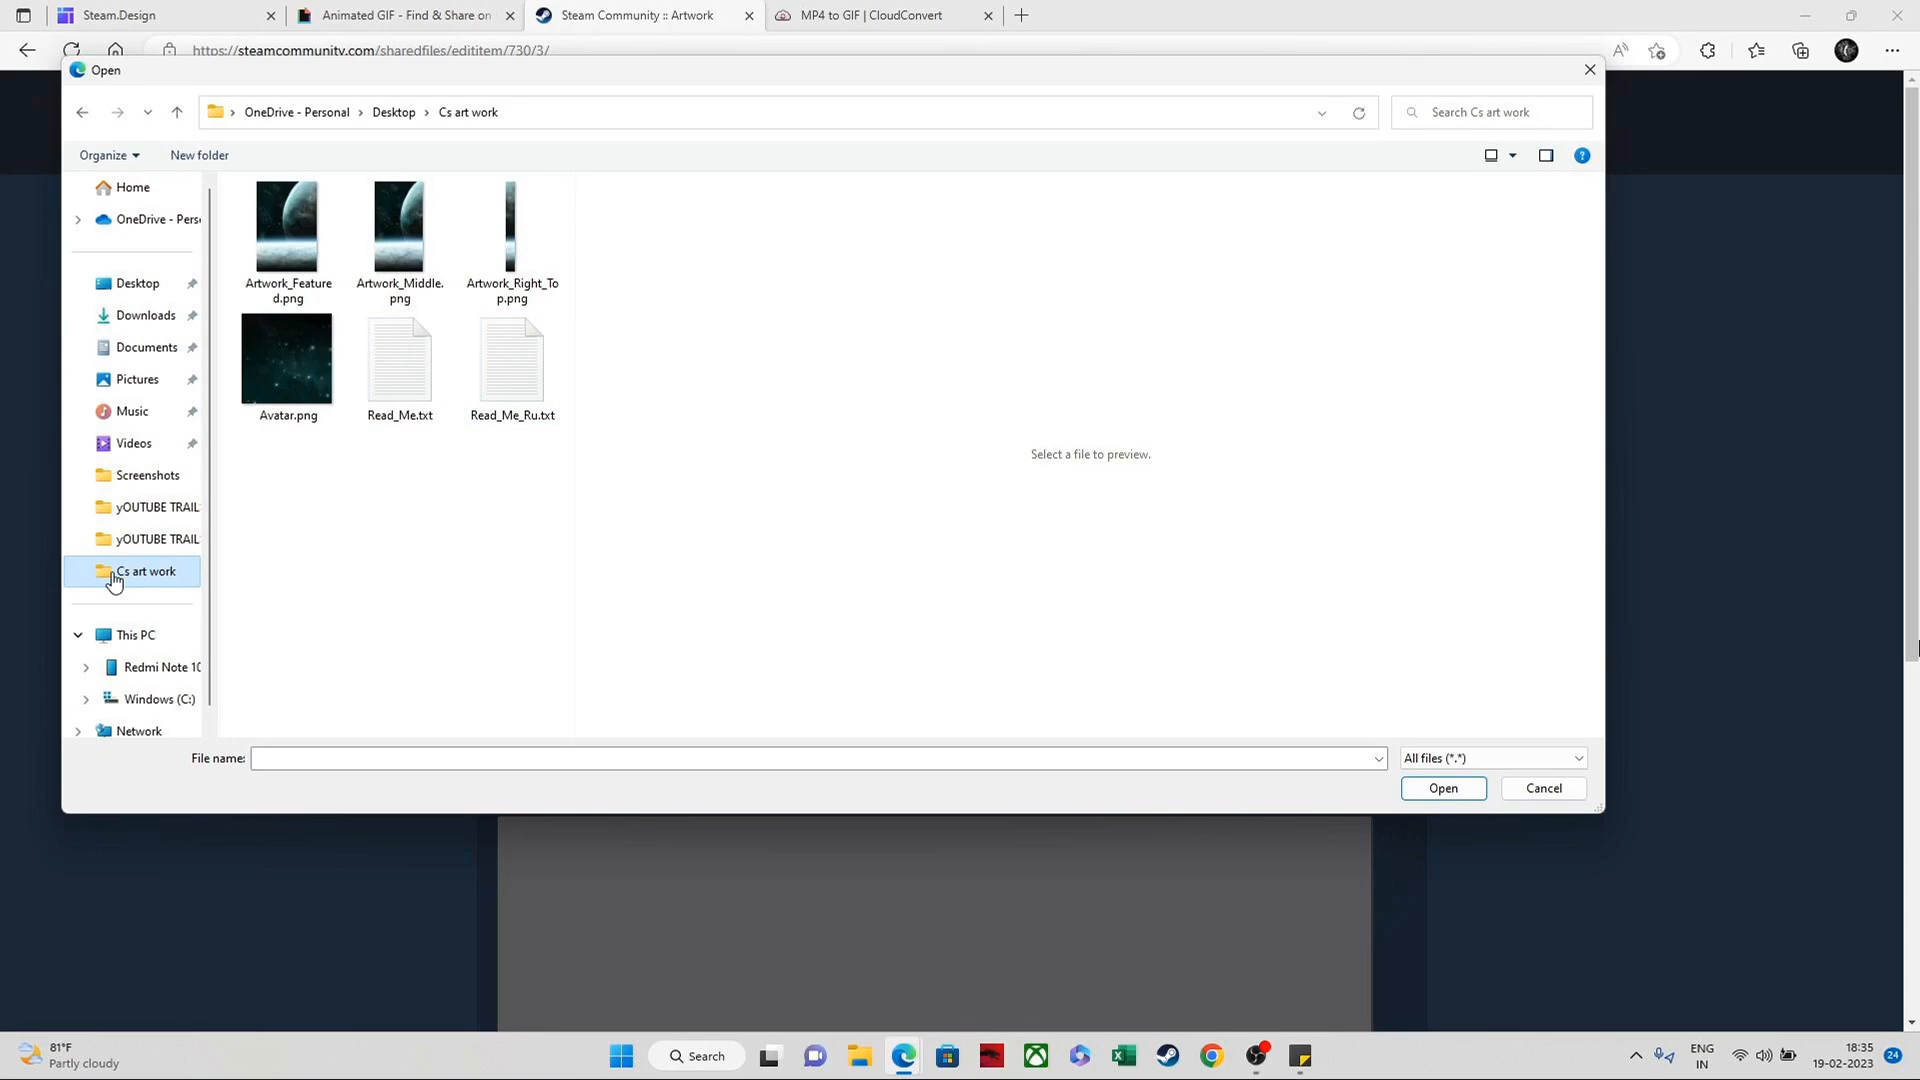 Steam.Design
Animated GIF - Find & Share on
Steam Community :: Artwork
MP4 to GIF | CloudConvert
https://steamcommunity.com/sharedfiles/edititem/730/3/
Open
OneDrive - Personal > Desktop > Cs art work
Search Cs art work
Organize
New folder
Home
OneDrive - Perso
Desktop
Downloads
Documents
Pictures
Music
Videos
Screenshots
yOUTUBE TRAIL
yOUTUBE TRAIL
Cs art work
This PC
Redmi Note 10
Windows (C:)
Network
Artwork_Feature
d.png
Artwork_Middle.
png
Artwork_Right_To
p.png
Avatar.png
Read_Me.txt
Read_Me_Ru.txt
Select a file to preview.
File name:
All files (*.*)
Open
Cancel
81°F
Partly cloudy
Search
ENG
IN
18:35
19-02-2023
24